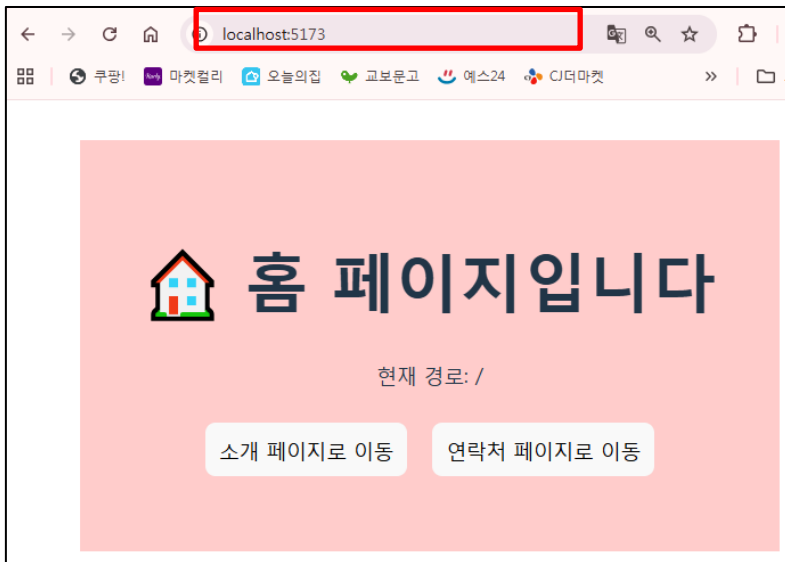 localhost:5173
쿠팡! 마켓컬리 오늘의집 교보문고 예스24 CJ더마켓
홈 페이지입니다
현재 경로: /
소개 페이지로 이동 연락처 페이지로 이동